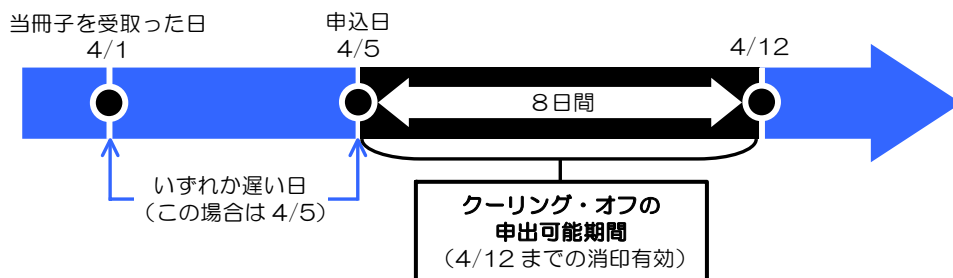 当冊子を受取った日
4/1
申込日
4/5
4/12
8日間
いずれか遅い日
（この場合は 4/5）
クーリング・オフの
申出可能期間
（4/12 までの消印有効）